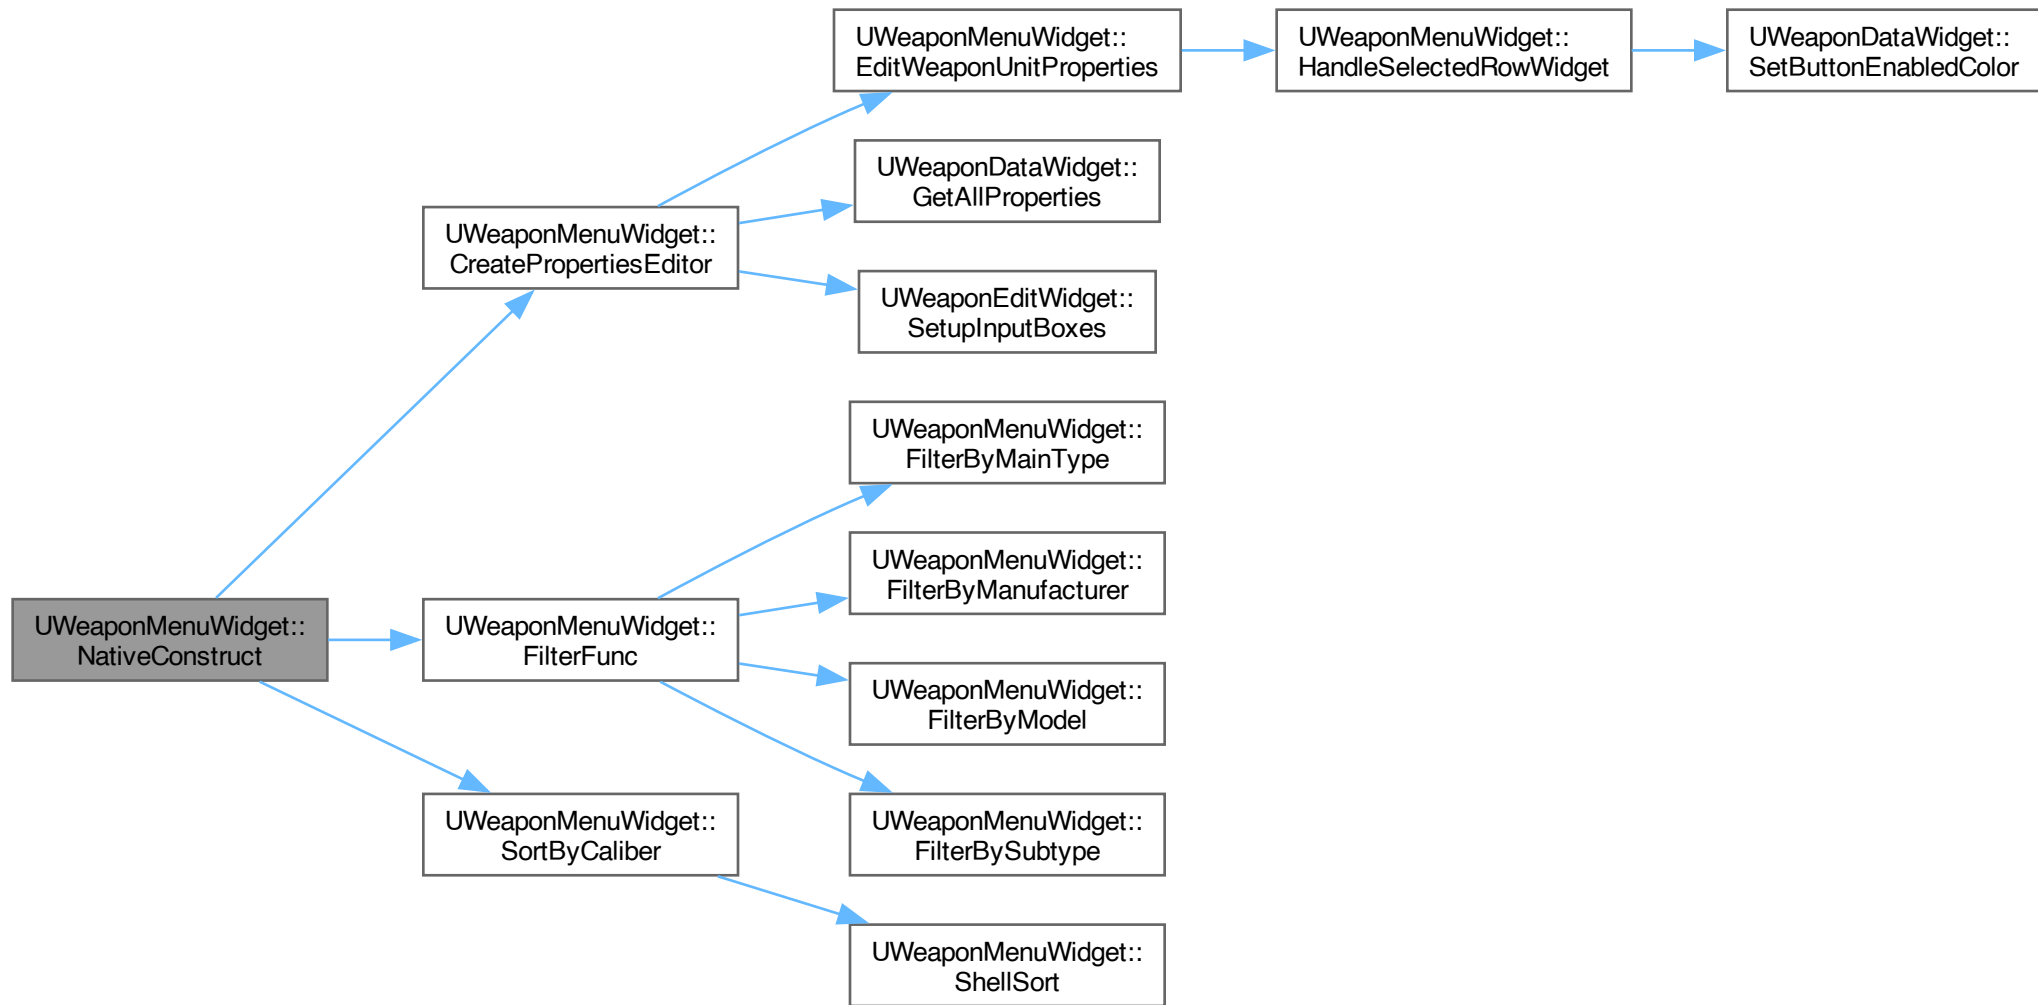 UWeaponMenuWidget::
NativeConstruct
UWeaponMenuWidget::
CreatePropertiesEditor
UWeaponMenuWidget::
EditWeaponUnitProperties
UWeaponMenuWidget::
HandleSelectedRowWidget
UWeaponDataWidget::
SetButtonEnabledColor
UWeaponDataWidget::
GetAllProperties
UWeaponEditWidget::
SetupInputBoxes
UWeaponMenuWidget::
FilterFunc
UWeaponMenuWidget::
FilterByMainType
UWeaponMenuWidget::
FilterByManufacturer
UWeaponMenuWidget::
FilterByModel
UWeaponMenuWidget::
FilterBySubtype
UWeaponMenuWidget::
SortByCaliber
UWeaponMenuWidget::
ShellSort